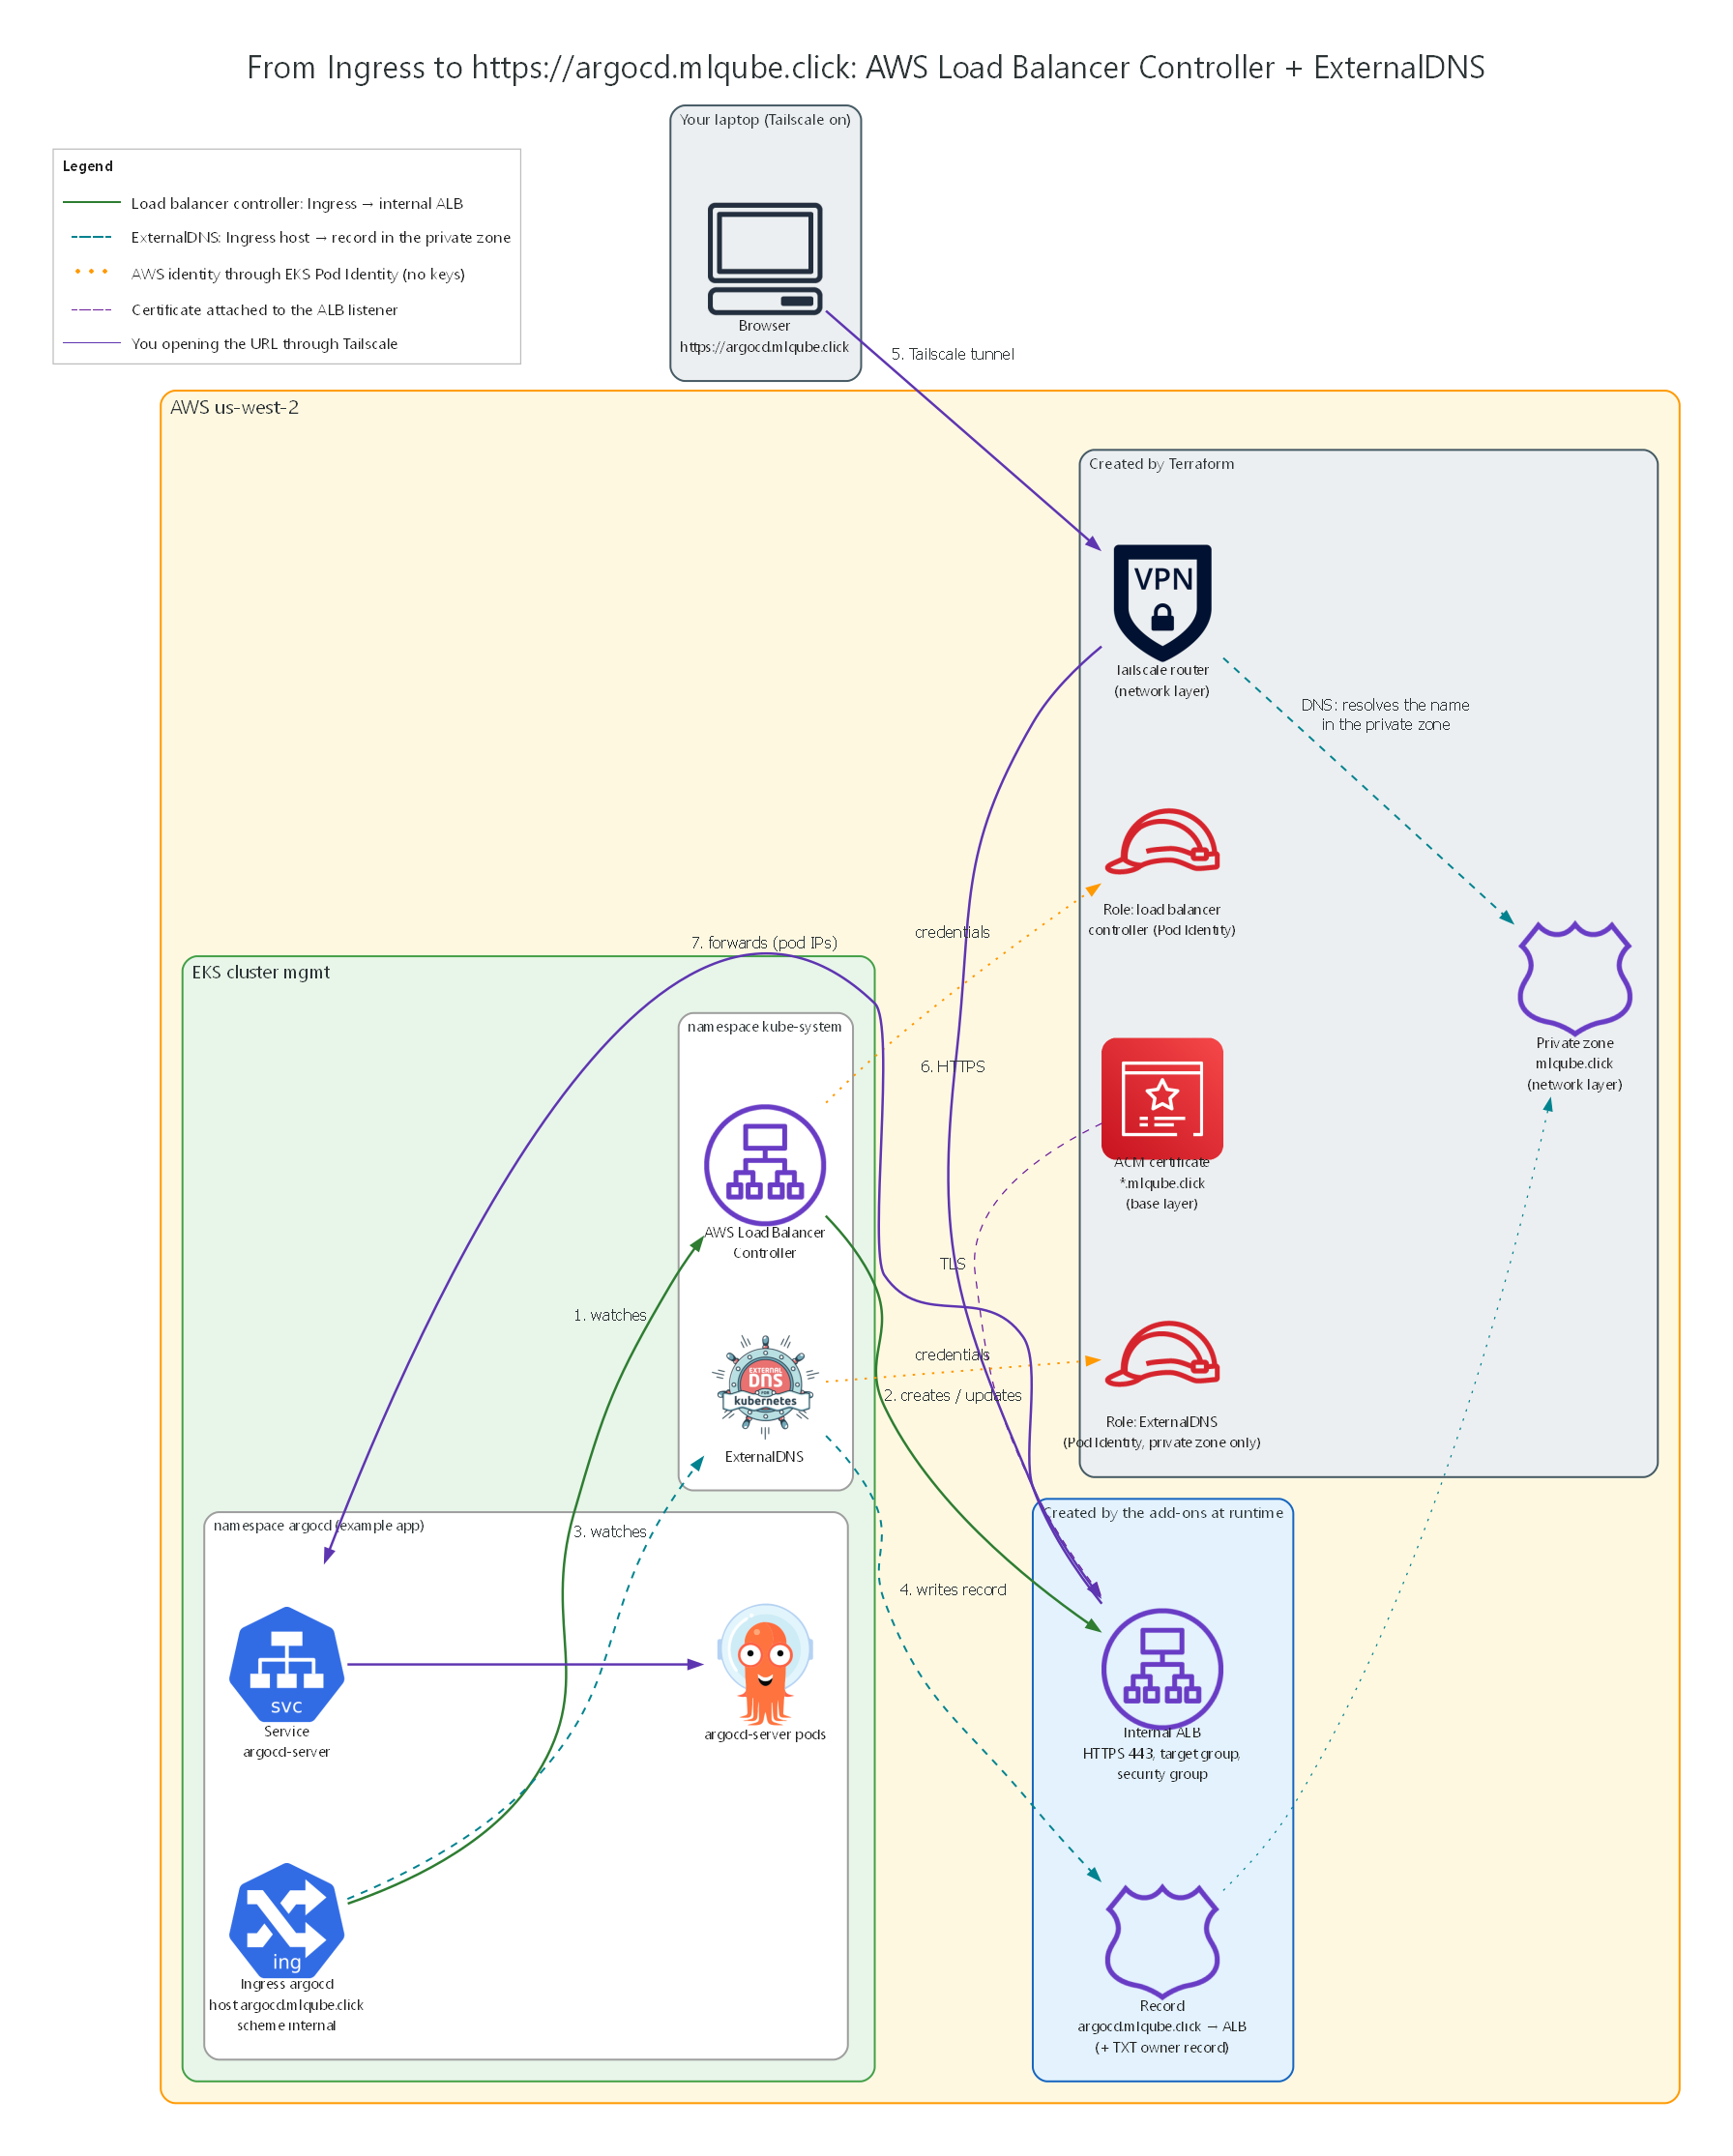 From Ingress to https://argocd.mlqube.click: AWS Load Balancer Controller + ExternalDNS
Your laptop (Tailscale on)
Legend
Load balancer controller: Ingress → internal ALB
ExternalDNS: Ingress host → record in the private zone
AWS identity through EKS Pod Identity (no keys)
Certificate attached to the ALB listener
You opening the URL through Tailscale
Browser
https://argocd.mlqube.click
5. Tailscale tunnel
AWS us-west-2
Created by Terraform
VPN
Tailscale router
(network layer)
DNS: resolves the name
in the private zone
Role: load balancer
controller (Pod Identity)
credentials
7. forwards (pod IPs)
EKS cluster mgmt
namespace kube-system
Private zone
mlqube.click
(network layer)
6. HTTPS
ACM certificate
*.mlqube.click
(base layer)
AWS Load Balancer
Controller
TLS
1. watches
EXTERNAL
DNS
FOR
kubernetes
ExternalDNS
credentials
2. creates / updates
Role: ExternalDNS
(Pod Identity, private zone only)
Created by the add-ons at runtime
namespace argocd (example app)
3. watches
4. writes record
svc
Service
argocd-server
argocd-server pods
Internal ALB
HTTPS 443, target group,
security group
ing
Ingress argocd
host argocd.mlqube.click
scheme internal
Record
argocd.mlqube.click → ALB
(+ TXT owner record)